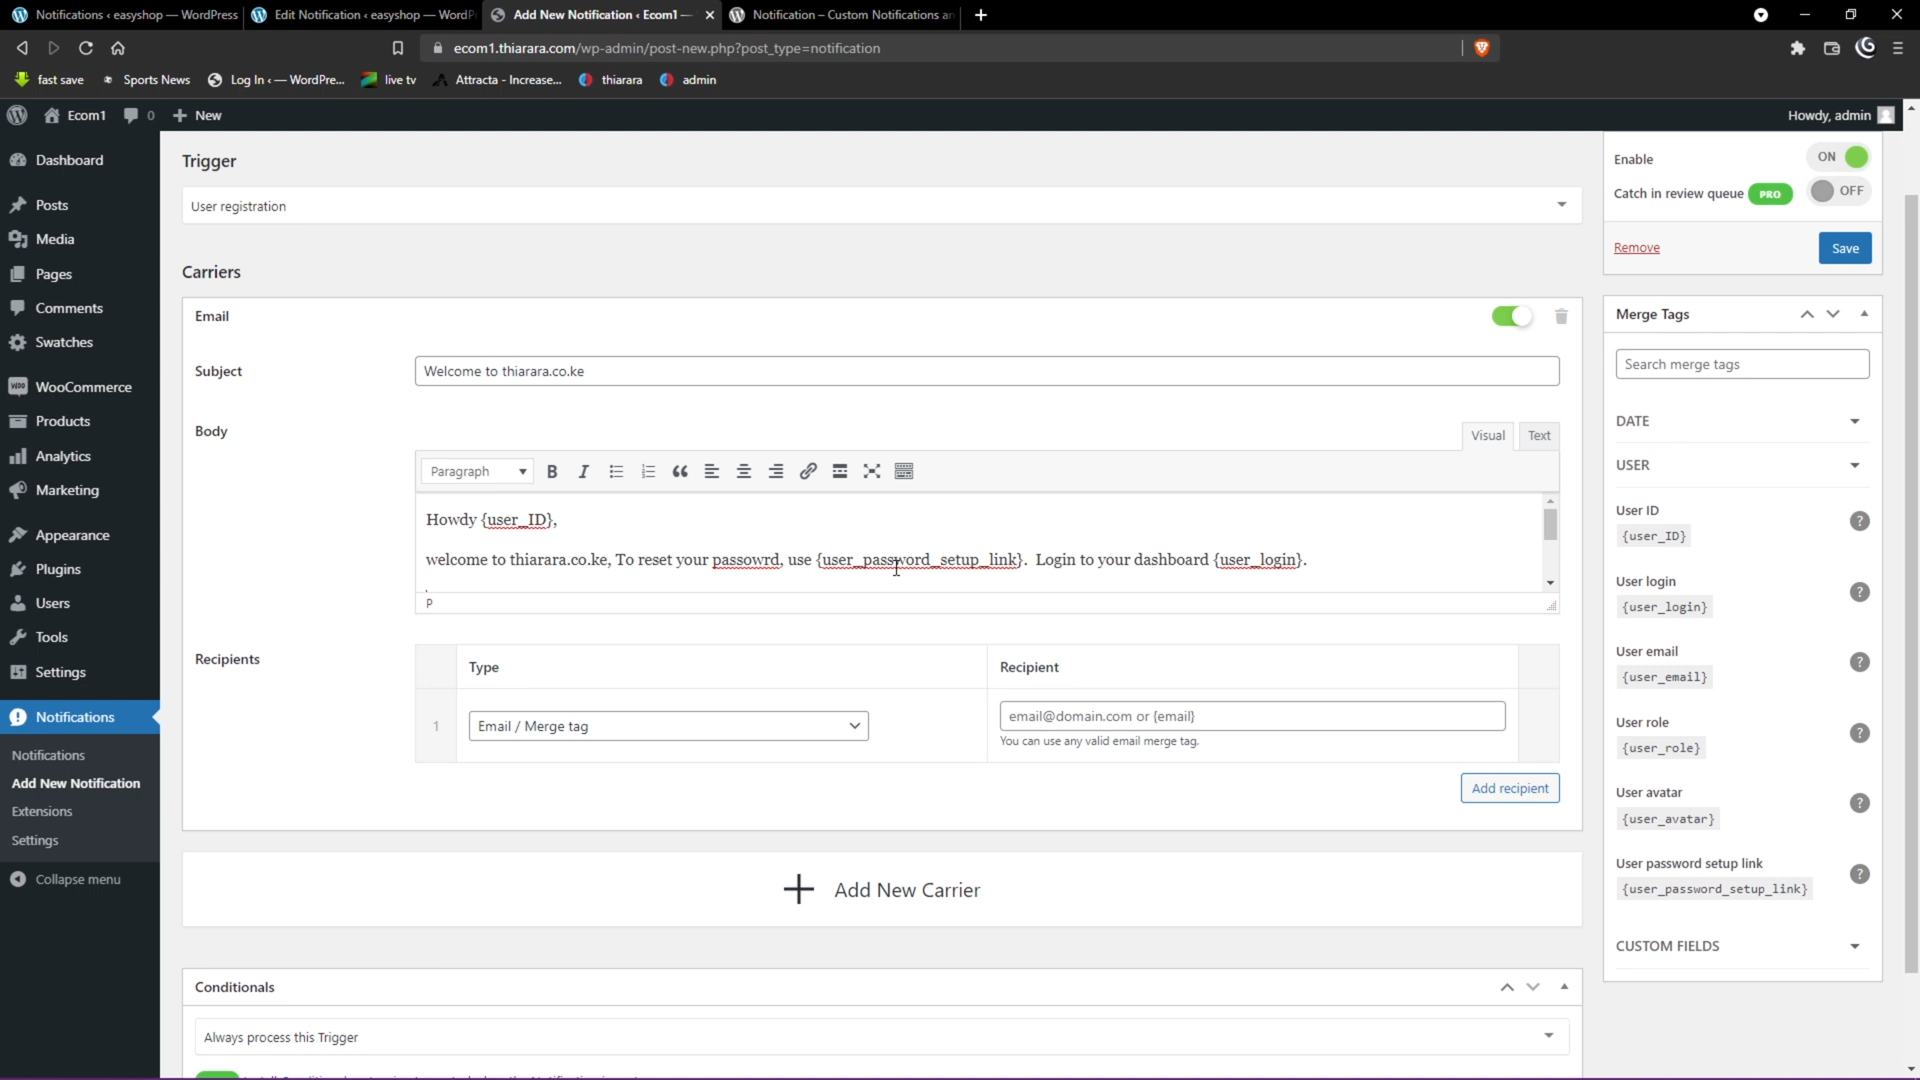 Notifications ‹ easyshop — WordPress
Edit Notification ‹ easyshop — WordP
Add New Notification ‹ Ecom1 —
Notification – Custom Notifications an
ecom1.thiarara.com/wp-admin/post-new.php?post_type=notification
fast save
Sports News
Log In ‹ — WordPre...
live tv
Attracta - Increase...
thiarara
admin
Ecom1
0
New
Howdy, admin
Dashboard
Posts
Media
Pages
Comments
Swatches
WooCommerce
Products
Analytics
Marketing
Appearance
Plugins
Users
Tools
Settings
Notifications
Notifications
Add New Notification
Extensions
Settings
Collapse menu
Trigger
User registration
Carriers
Email
Subject
Welcome to thiarara.co.ke
Body
Visual
Text
Paragraph
Howdy {user_ID},
welcome to thiarara.co.ke, To reset your passowrd, use {user_password_setup_link}. Login to your dashboard {user_login}.
P
Recipients
Type
Recipient
1
Email / Merge tag
email@domain.com or {email}
You can use any valid email merge tag.
Add recipient
Add New Carrier
Conditionals
Always process this Trigger
Enable
ON
Catch in review queue
PRO
OFF
Remove
Save
Merge Tags
Search merge tags
DATE
USER
User ID
{user_ID}
User login
{user_login}
User email
{user_email}
User role
{user_role}
User avatar
{user_avatar}
User password setup link
{user_password_setup_link}
CUSTOM FIELDS